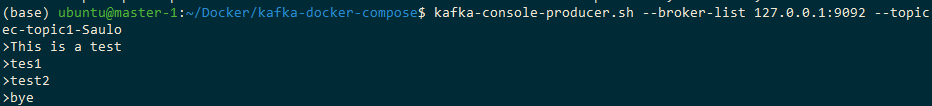 (base) ubuntu@master-1:~/Docker/kafka-docker-compose$ kafka-console-producer.sh --broker-list 127.0.0.1:9092 --topic
ec-topic1-Saulo
>This is a test
>tes1
>test2
>bye